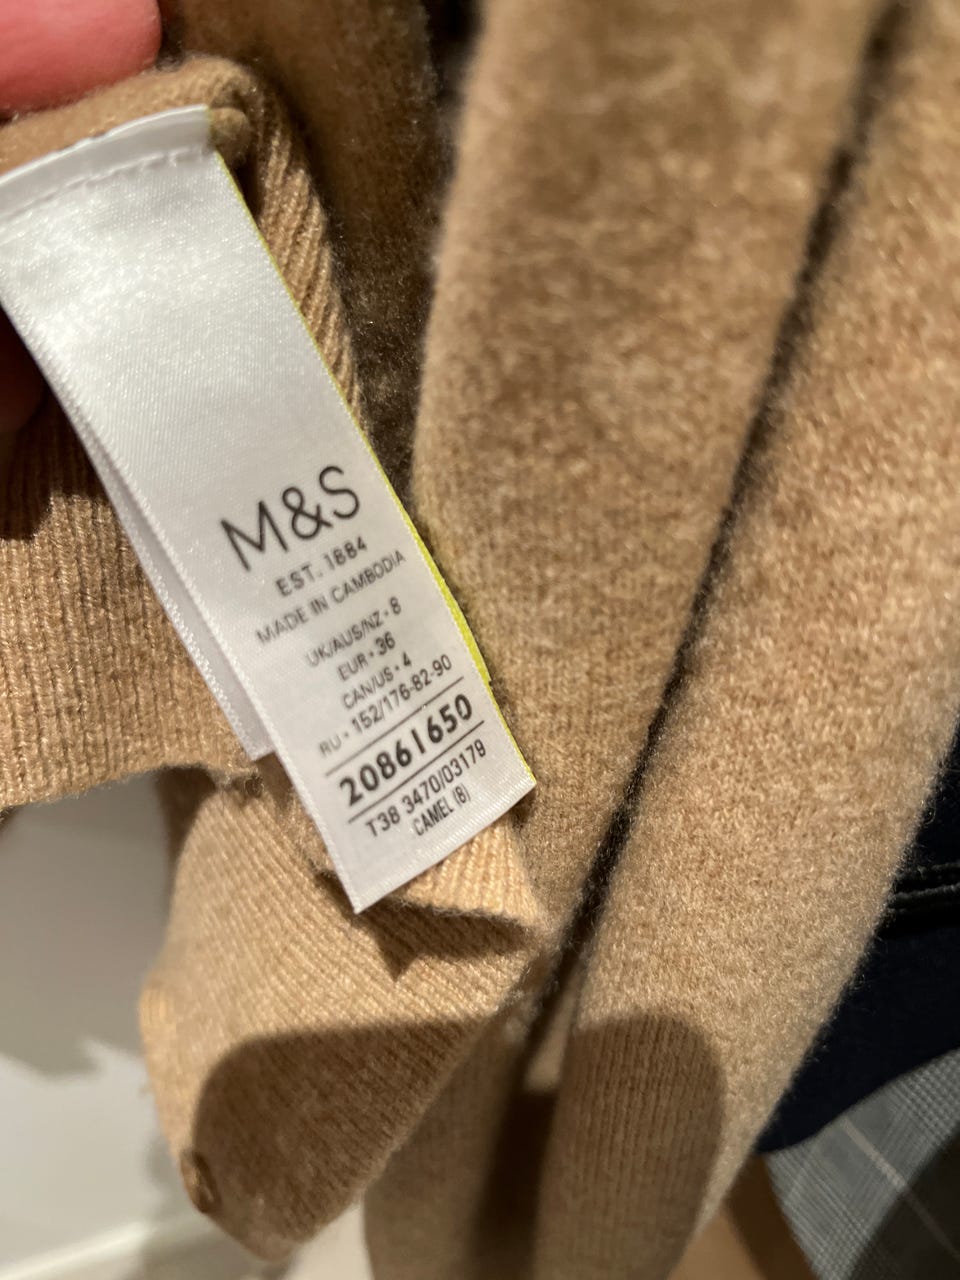 M&S
EST. 1884
MADE IN CAMBODIA
UK/AUS/NZ • 8
EUR • 36
CAN/US • 4
RU • 152/176-82-90
20861650
T38 3470/03179
CAMEL (B)